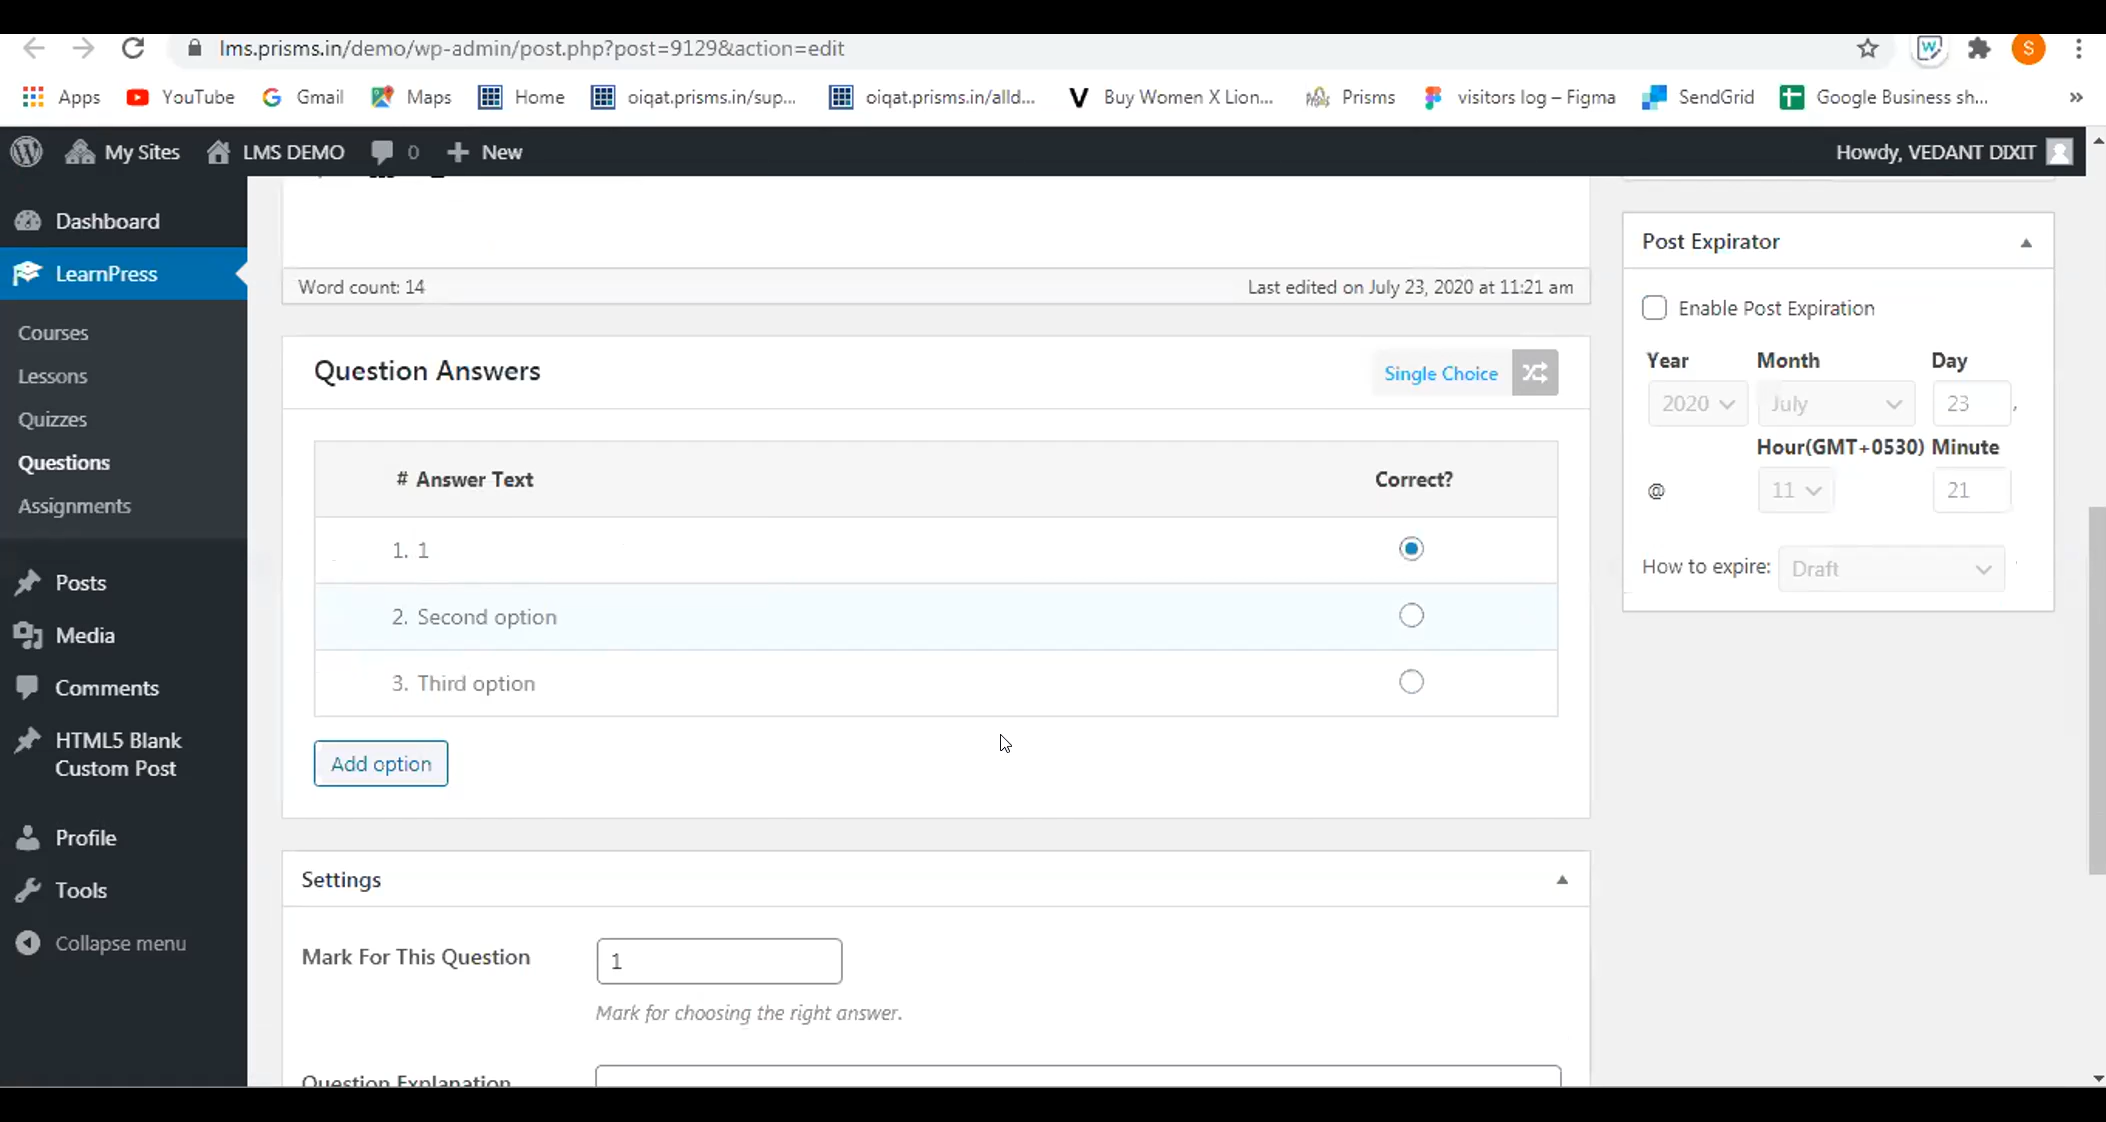 lms.prisms.in/demo/wp-admin/post.php?post=9129&action=edit
S
Apps YouTube Gmail Maps Home oiqat.prisms.in/sup... oiqat.prisms.in/alld... Buy Women X Lion... Prisms visitors log – Figma SendGrid Google Business sh... »
My Sites LMS DEMO 0 + New Howdy, VEDANT DIXIT
Dashboard
LearnPress
Courses
Lessons
Quizzes
Questions
Assignments
Posts
Media
Comments
HTML5 Blank
Custom Post
Profile
Tools
Collapse menu
Word count: 14 Last edited on July 23, 2020 at 11:21 am
Question Answers Single Choice
# Answer Text Correct?
1. 1
2. Second option
3. Third option
Add option
Settings
Mark For This Question 1
Mark for choosing the right answer.
Question Explanation
Post Expirator
Enable Post Expiration
Year Month Day
2020 July 23 ,
Hour(GMT+0530) Minute
@ 11 21
How to expire: Draft